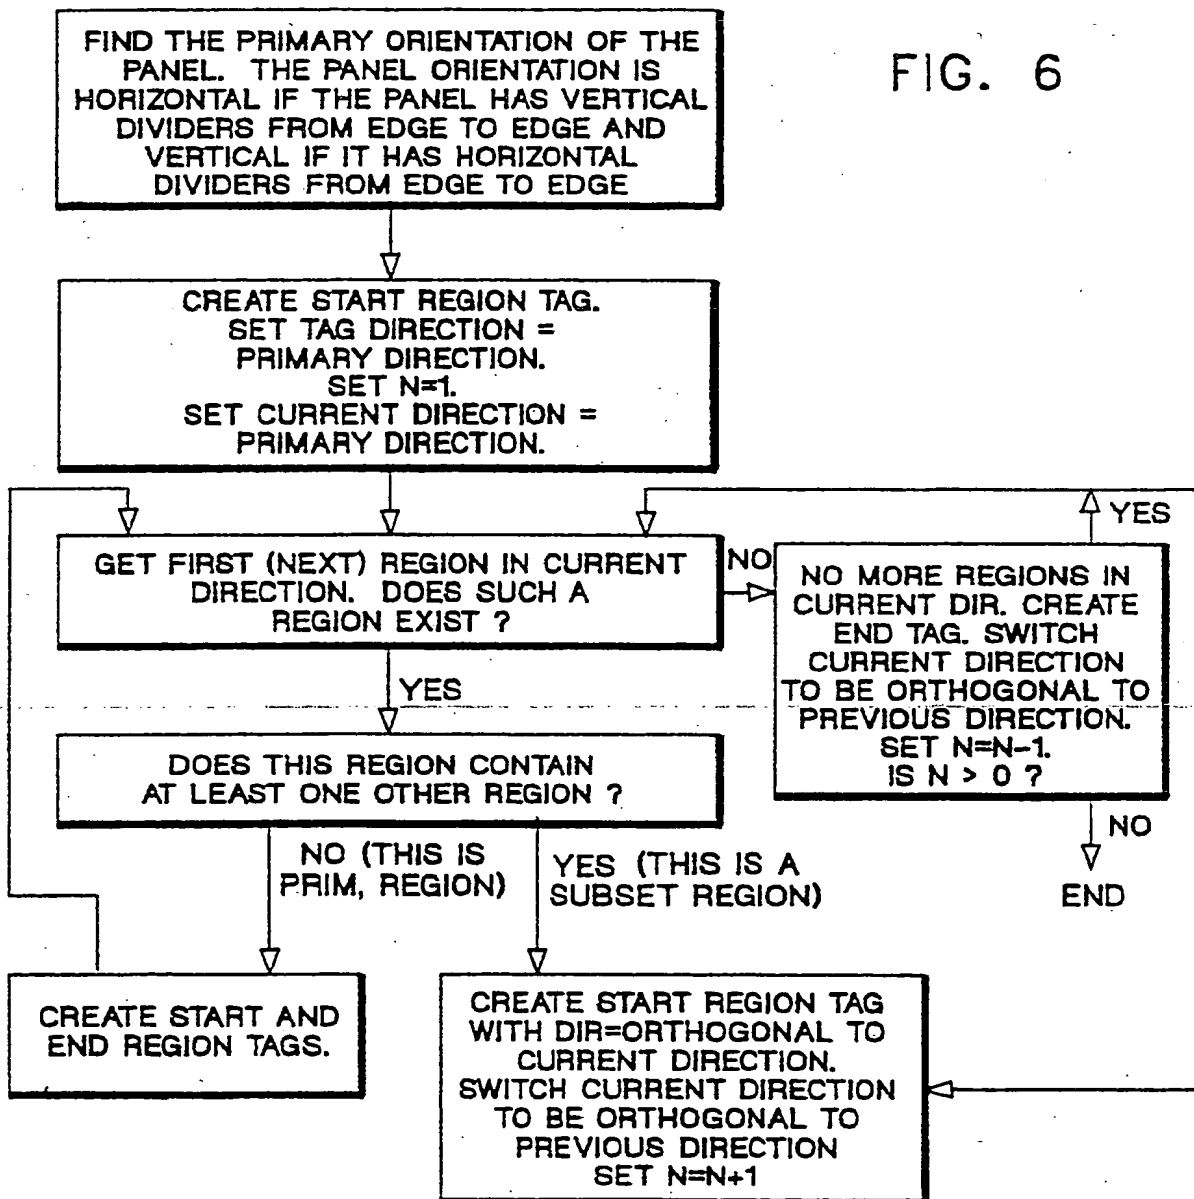 FIG. 6
FIND THE PRIMARY ORIENTATION OF THE
PANEL. THE PANEL ORIENTATION IS
HORIZONTAL IF THE PANEL HAS VERTICAL
DIVIDERS FROM EDGE TO EDGE AND
VERTICAL IF IT HAS HORIZONTAL
DIVIDERS FROM EDGE TO EDGE
CREATE START REGION TAG.
SET TAG DIRECTION =
PRIMARY DIRECTION.
SET N=1.
SET CURRENT DIRECTION =
PRIMARY DIRECTION.
GET FIRST (NEXT) REGION IN CURRENT
DIRECTION. DOES SUCH A
REGION EXIST ?
NO
YES
NO MORE REGIONS IN
CURRENT DIR. CREATE
END TAG. SWITCH
CURRENT DIRECTION
TO BE ORTHOGONAL TO
PREVIOUS DIRECTION.
SET N=N-1.
IS N > 0 ?
YES
NO
END
DOES THIS REGION CONTAIN
AT LEAST ONE OTHER REGION ?
NO (THIS IS
PRIM, REGION)
YES (THIS IS A
SUBSET REGION)
CREATE START AND
END REGION TAGS.
CREATE START REGION TAG
WITH DIR=ORTHOGONAL TO
CURRENT DIRECTION.
SWITCH CURRENT DIRECTION
TO BE ORTHOGONAL TO
PREVIOUS DIRECTION
SET N=N+1